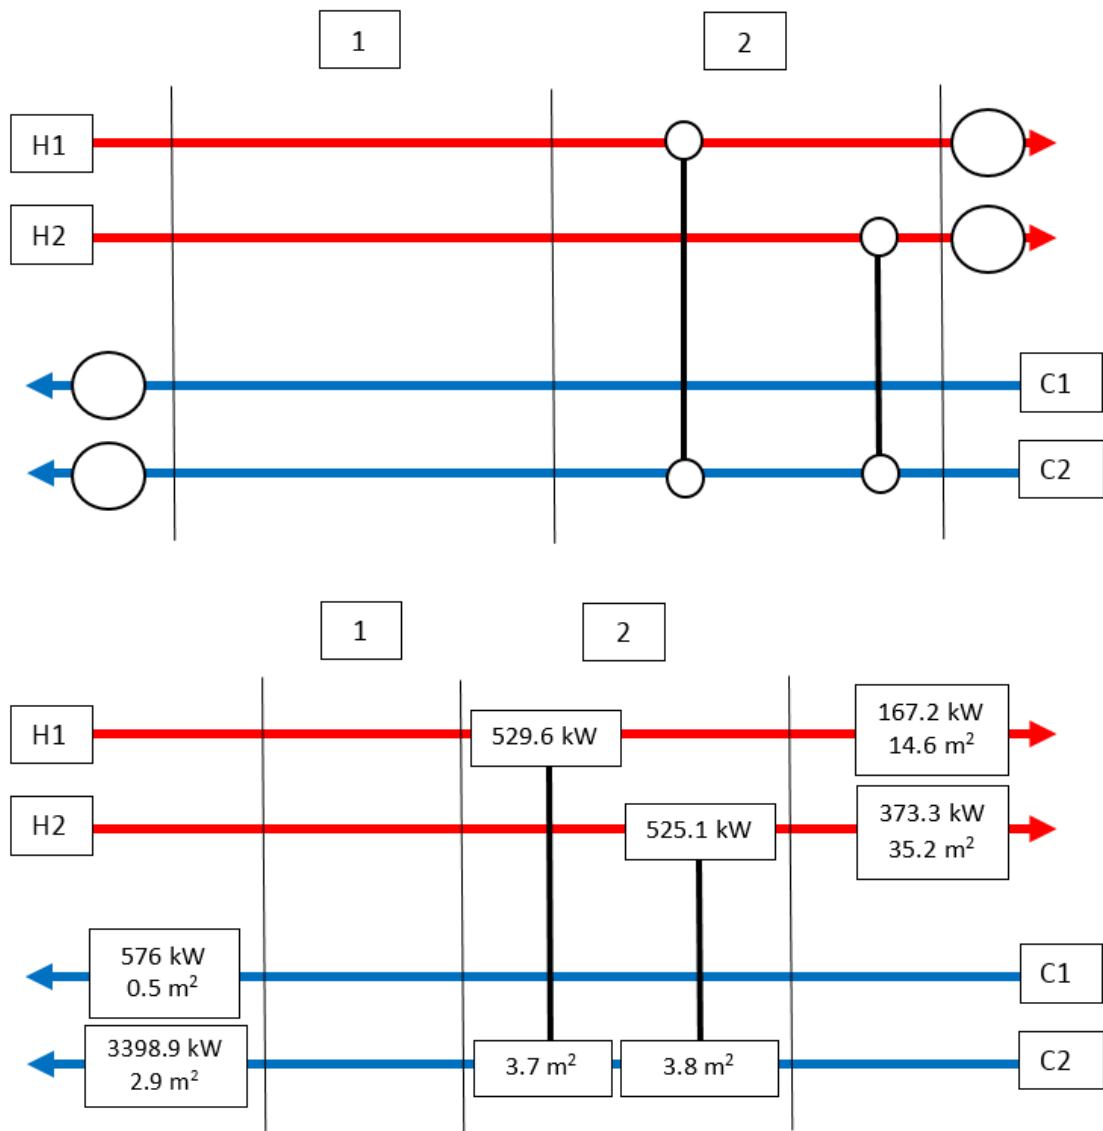 1
2
H1
H2
C1
C2
1
2
H1
529.6 kW
167.2 kW
14.6 m²
H2
525.1 kW
373.3 kW
35.2 m²
576 kW
0.5 m²
C1
3398.9 kW
2.9 m²
3.7 m²
3.8 m²
C2